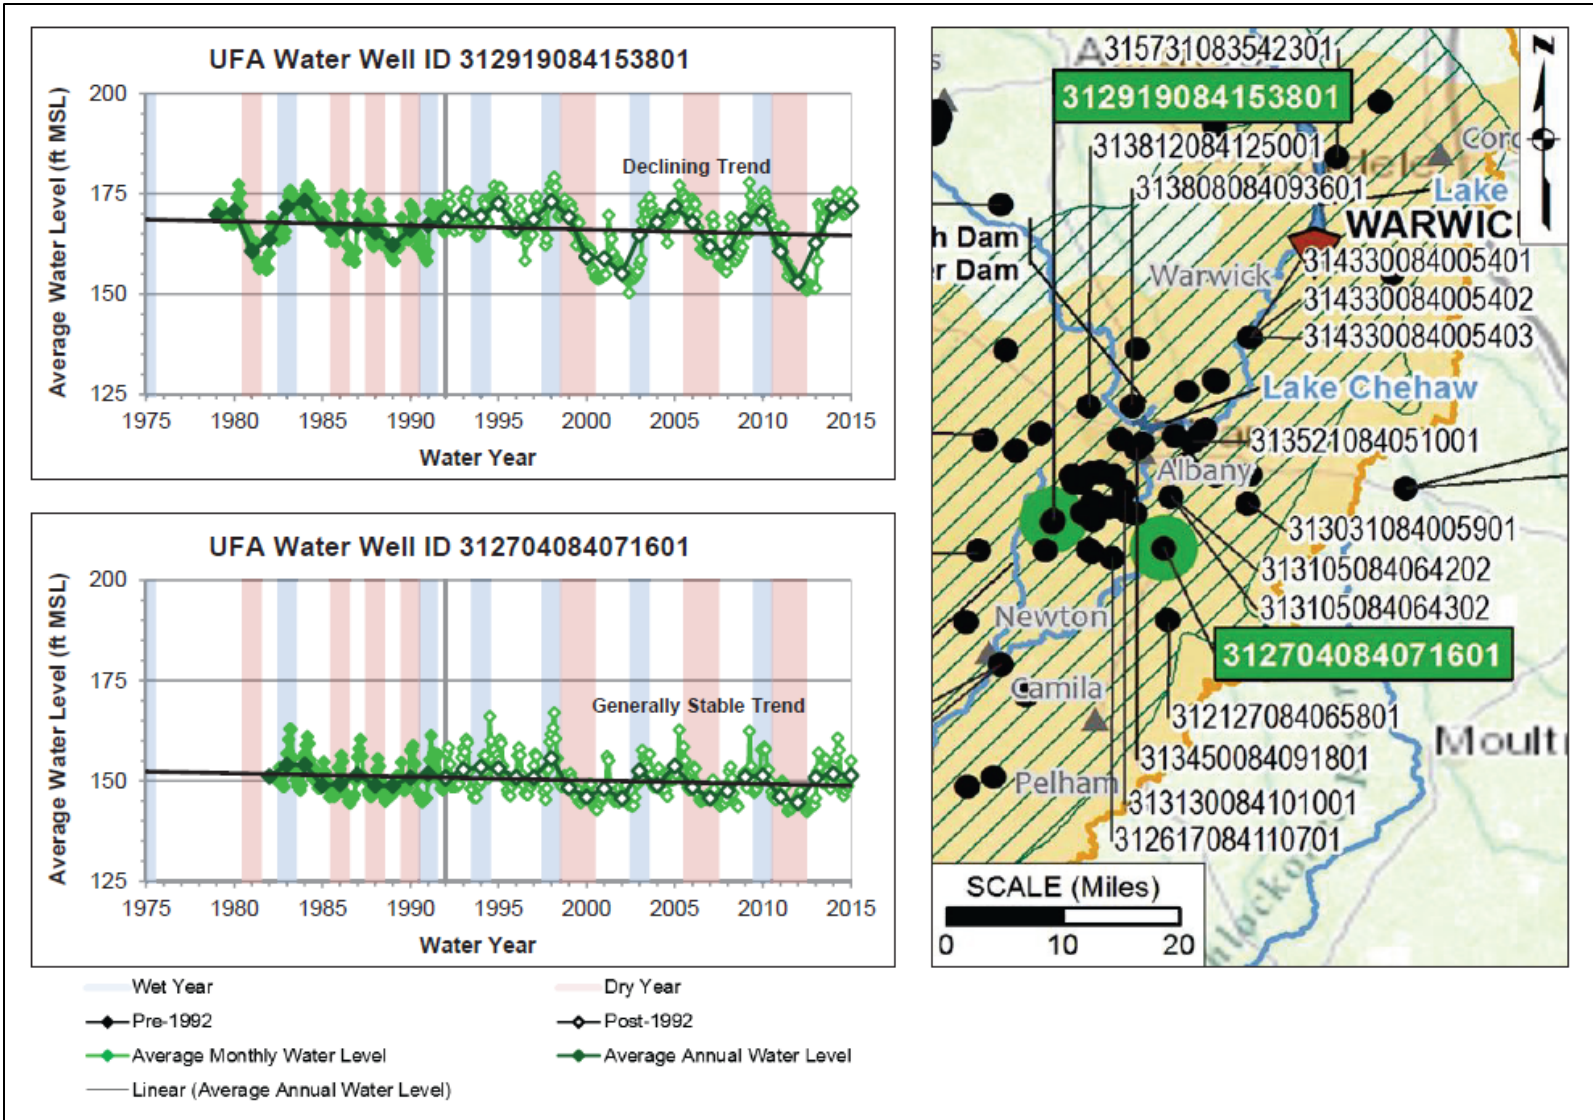 UFA Water Well ID 312919084153801
Average Water Level (ft MSL)
200
175
150
125
Declining Trend
1975 1980 1985 1990 1995 2000 2005 2010 2015
Water Year
UFA Water Well ID 312704084071601
Average Water Level (ft MSL)
200
175
150
125
Generally Stable Trend
1975 1980 1985 1990 1995 2000 2005 2010 2015
Water Year
Wet Year
Dry Year
Pre-1992
Post-1992
Average Monthly Water Level
Average Annual Water Level
Linear (Average Annual Water Level)
315731083542301
312919084153801
313812084125001
313808084093601
Cord
Lake
WARWICK
h Dam
er Dam
Warwick
314330084005401
314330084005402
314330084005403
Lake Chehaw
313521084051001
Albany
313031084005901
313105084064202
313105084064302
Newton
312704084071601
Camila
312127084065801
Moultr
313450084091801
Pelham
313130084101001
312617084110701
SCALE (Miles)
0 10 20
N